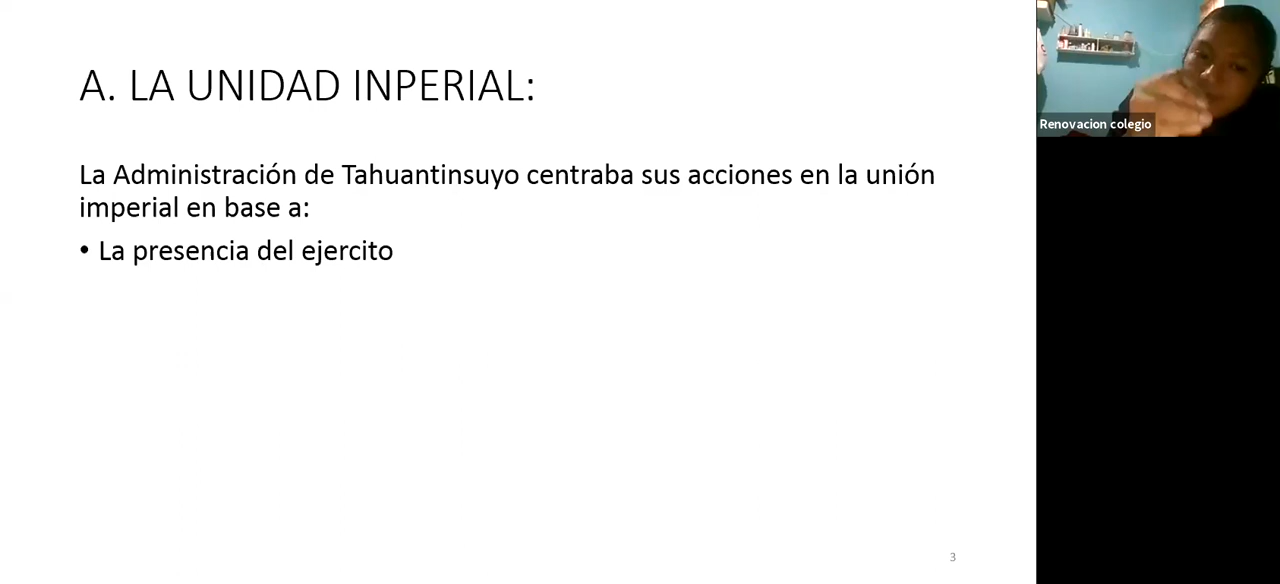 A. LA UNIDAD INPERIAL:
La Administración de Tahuantinsuyo centraba sus acciones en la unión
imperial en base a:
• La presencia del ejercito
3
Renovacion colegio